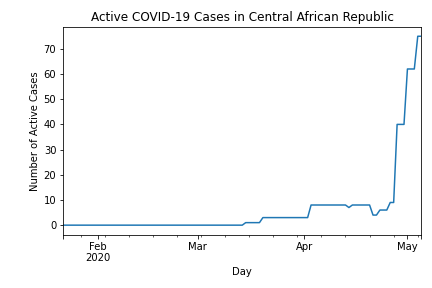 Active COVID-19 Cases in Central African Republic
Number of Active Cases
70
60
50
40
30
20
10
0
Feb
2020
Mar
Apr
May
Day